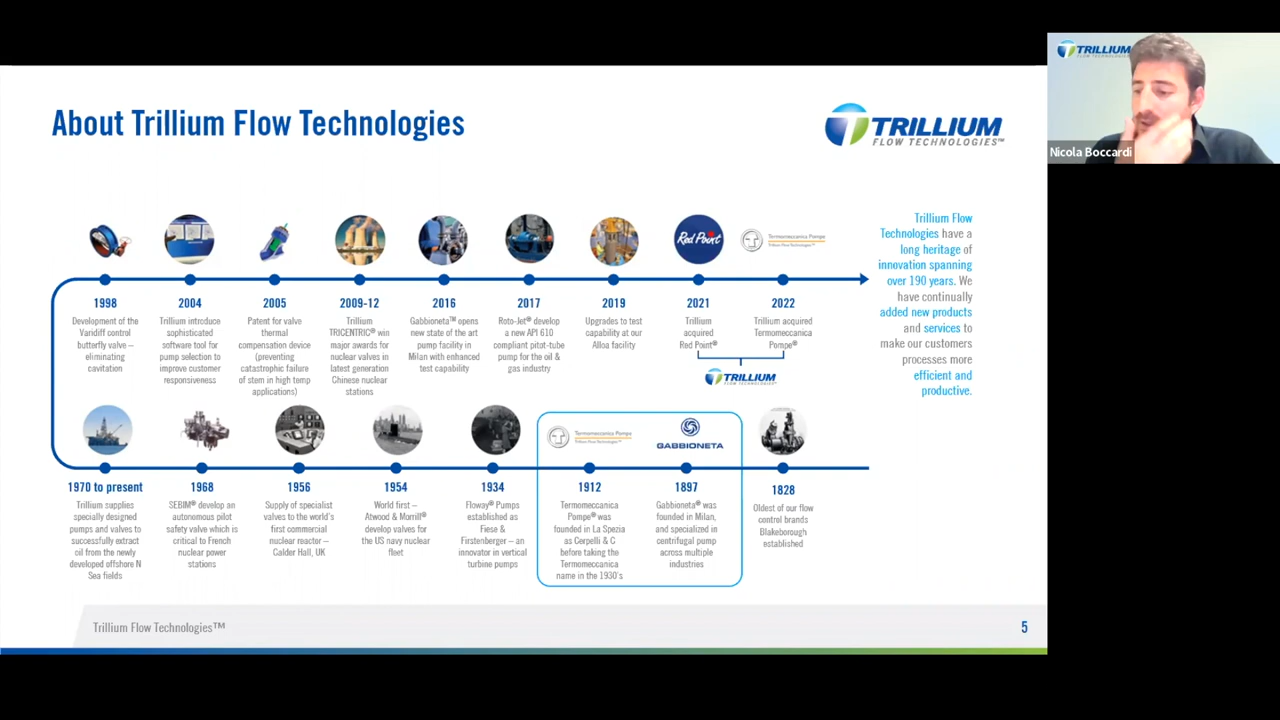 About Trillium Flow Technologies
TRILLIUM
FLOW TECHNOLOGIES™
TRILLIUM
FLOW TECHNOLOGIES
Nicola Boccardi
Red Point
Termomeccanica Pompe
Trillium Flow Technologies™
1998
Development of the
Varidiff control
butterfly valve –
eliminating
cavitation
2004
Trillium introduce
sophisticated
software tool for
pump selection to
improve customer
responsiveness
2005
Patent for valve
thermal
compensation device
(preventing
catastrophic failure
of stem in high temp
applications)
2009-12
Trillium
TRICENTRIC® win
major awards for
nuclear valves in
latest generation
Chinese nuclear
stations
2016
Gabbioneta™ opens
new state of the art
pump facility in
Milan with enhanced
test capability
2017
Roto-Jet® develop
a new API 610
compliant pitot-tube
pump for the oil &
gas industry
2019
Upgrades to test
capability at our
Alloa facility
2021
Trillium
acquired
Red Point®
2022
Trillium acquired
Termomeccanica
Pompe®
TRILLIUM
FLOW TECHNOLOGIES
Trillium Flow
Technologies have a
long heritage of
innovation spanning
over 190 years. We
have continually
added new products
and services to
make our customers
processes more
efficient and
productive.
Termomeccanica Pompe
Trillium Flow Technologies™
GABBIONETA
1970 to present
Trillium supplies
specially designed
pumps and valves to
successfully extract
oil from the newly
developed offshore N
Sea fields
1968
SEBIM® develop an
autonomous pilot
safety valve which is
critical to French
nuclear power
stations
1956
Supply of specialist
valves to the world's
first commercial
nuclear reactor –
Calder Hall, UK
1954
World first –
Atwood & Morrill®
develop valves for
the US navy nuclear
fleet
1934
Floway® Pumps
established as
Fiese &
Firstenberger – an
innovator in vertical
turbine pumps
1912
Termomeccanica
Pompe® was
founded in La Spezia
as Cerpelli & C
before taking the
Termomeccanica
name in the 1930's
1897
Gabbioneta® was
founded in Milan,
and specialized in
centrifugal pump
across multiple
industries
1828
Oldest of our flow
control brands
Blakeborough
established
Trillium Flow Technologies™
5